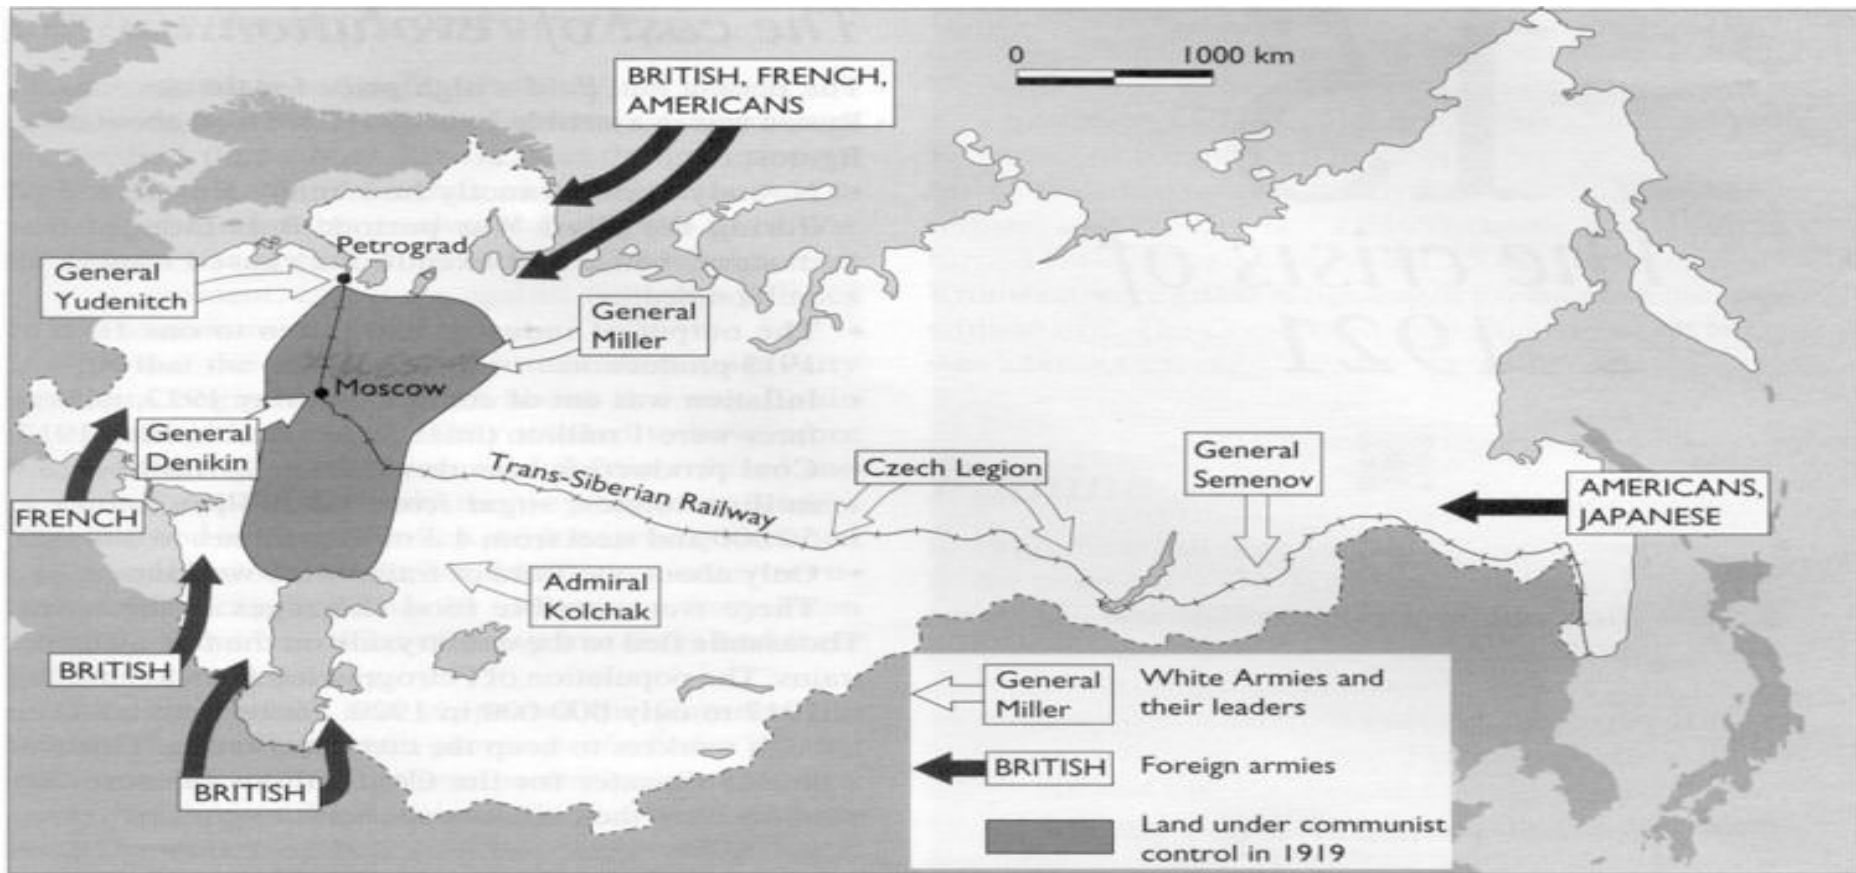 0 1000 km
BRITISH, FRENCH,
AMERICANS
Petrograd
General
Yudenitch
General
Miller
Moscow
General
Denikin
Trans-Siberian Railway
Czech Legion
General
Semenov
AMERICANS,
JAPANESE
FRENCH
Admiral
Kolchak
BRITISH
BRITISH
General
Miller
White Armies and
their leaders
BRITISH
Foreign armies
Land under communist
control in 1919